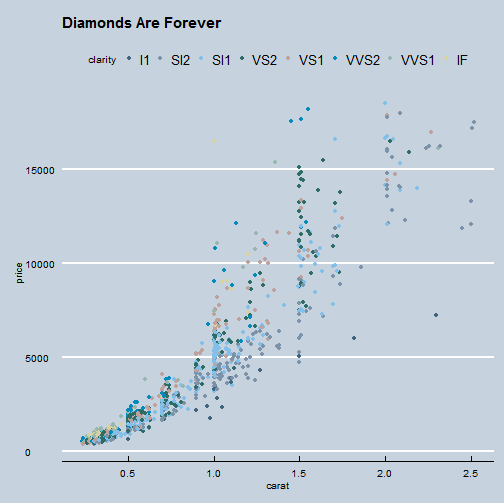 Diamonds Are Forever
clarity I1 SI2 SI1 VS2 VS1 VVS2 VVS1 IF
15000
10000
5000
0
price
0.5 1.0 1.5 2.0 2.5
carat